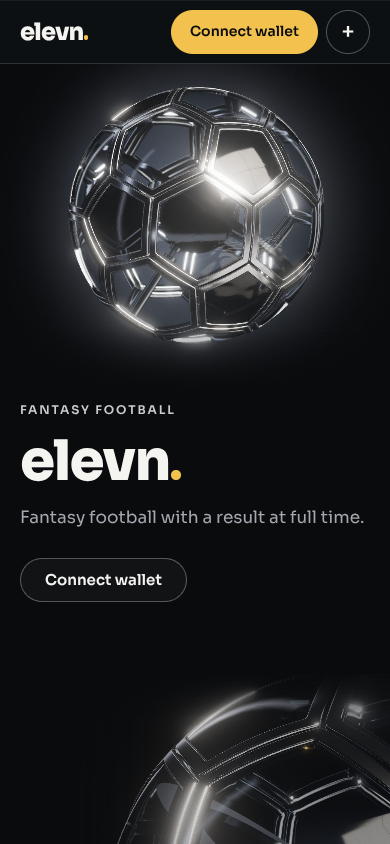 elevn.
Connect wallet
+
FANTASY FOOTBALL
elevn.
Fantasy football with a result at full time.
Connect wallet